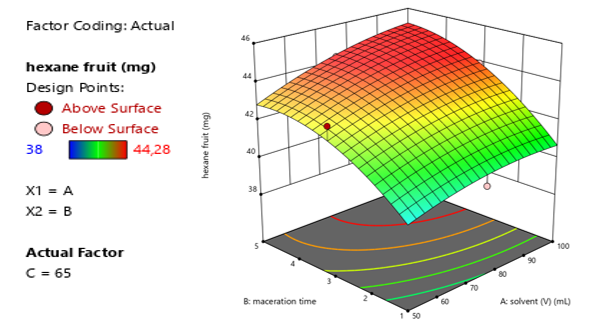 Factor Coding: Actual
hexane fruit (mg)
Design Points:
Above Surface
Below Surface
38 44,28
X1 = A
X2 = B
Actual Factor
C = 65
hexane fruit (mg)
46
44
42
40
38
5
4
3
2
1
B: maceration time
50
60
70
80
90
100
A: solvent (V) (mL)